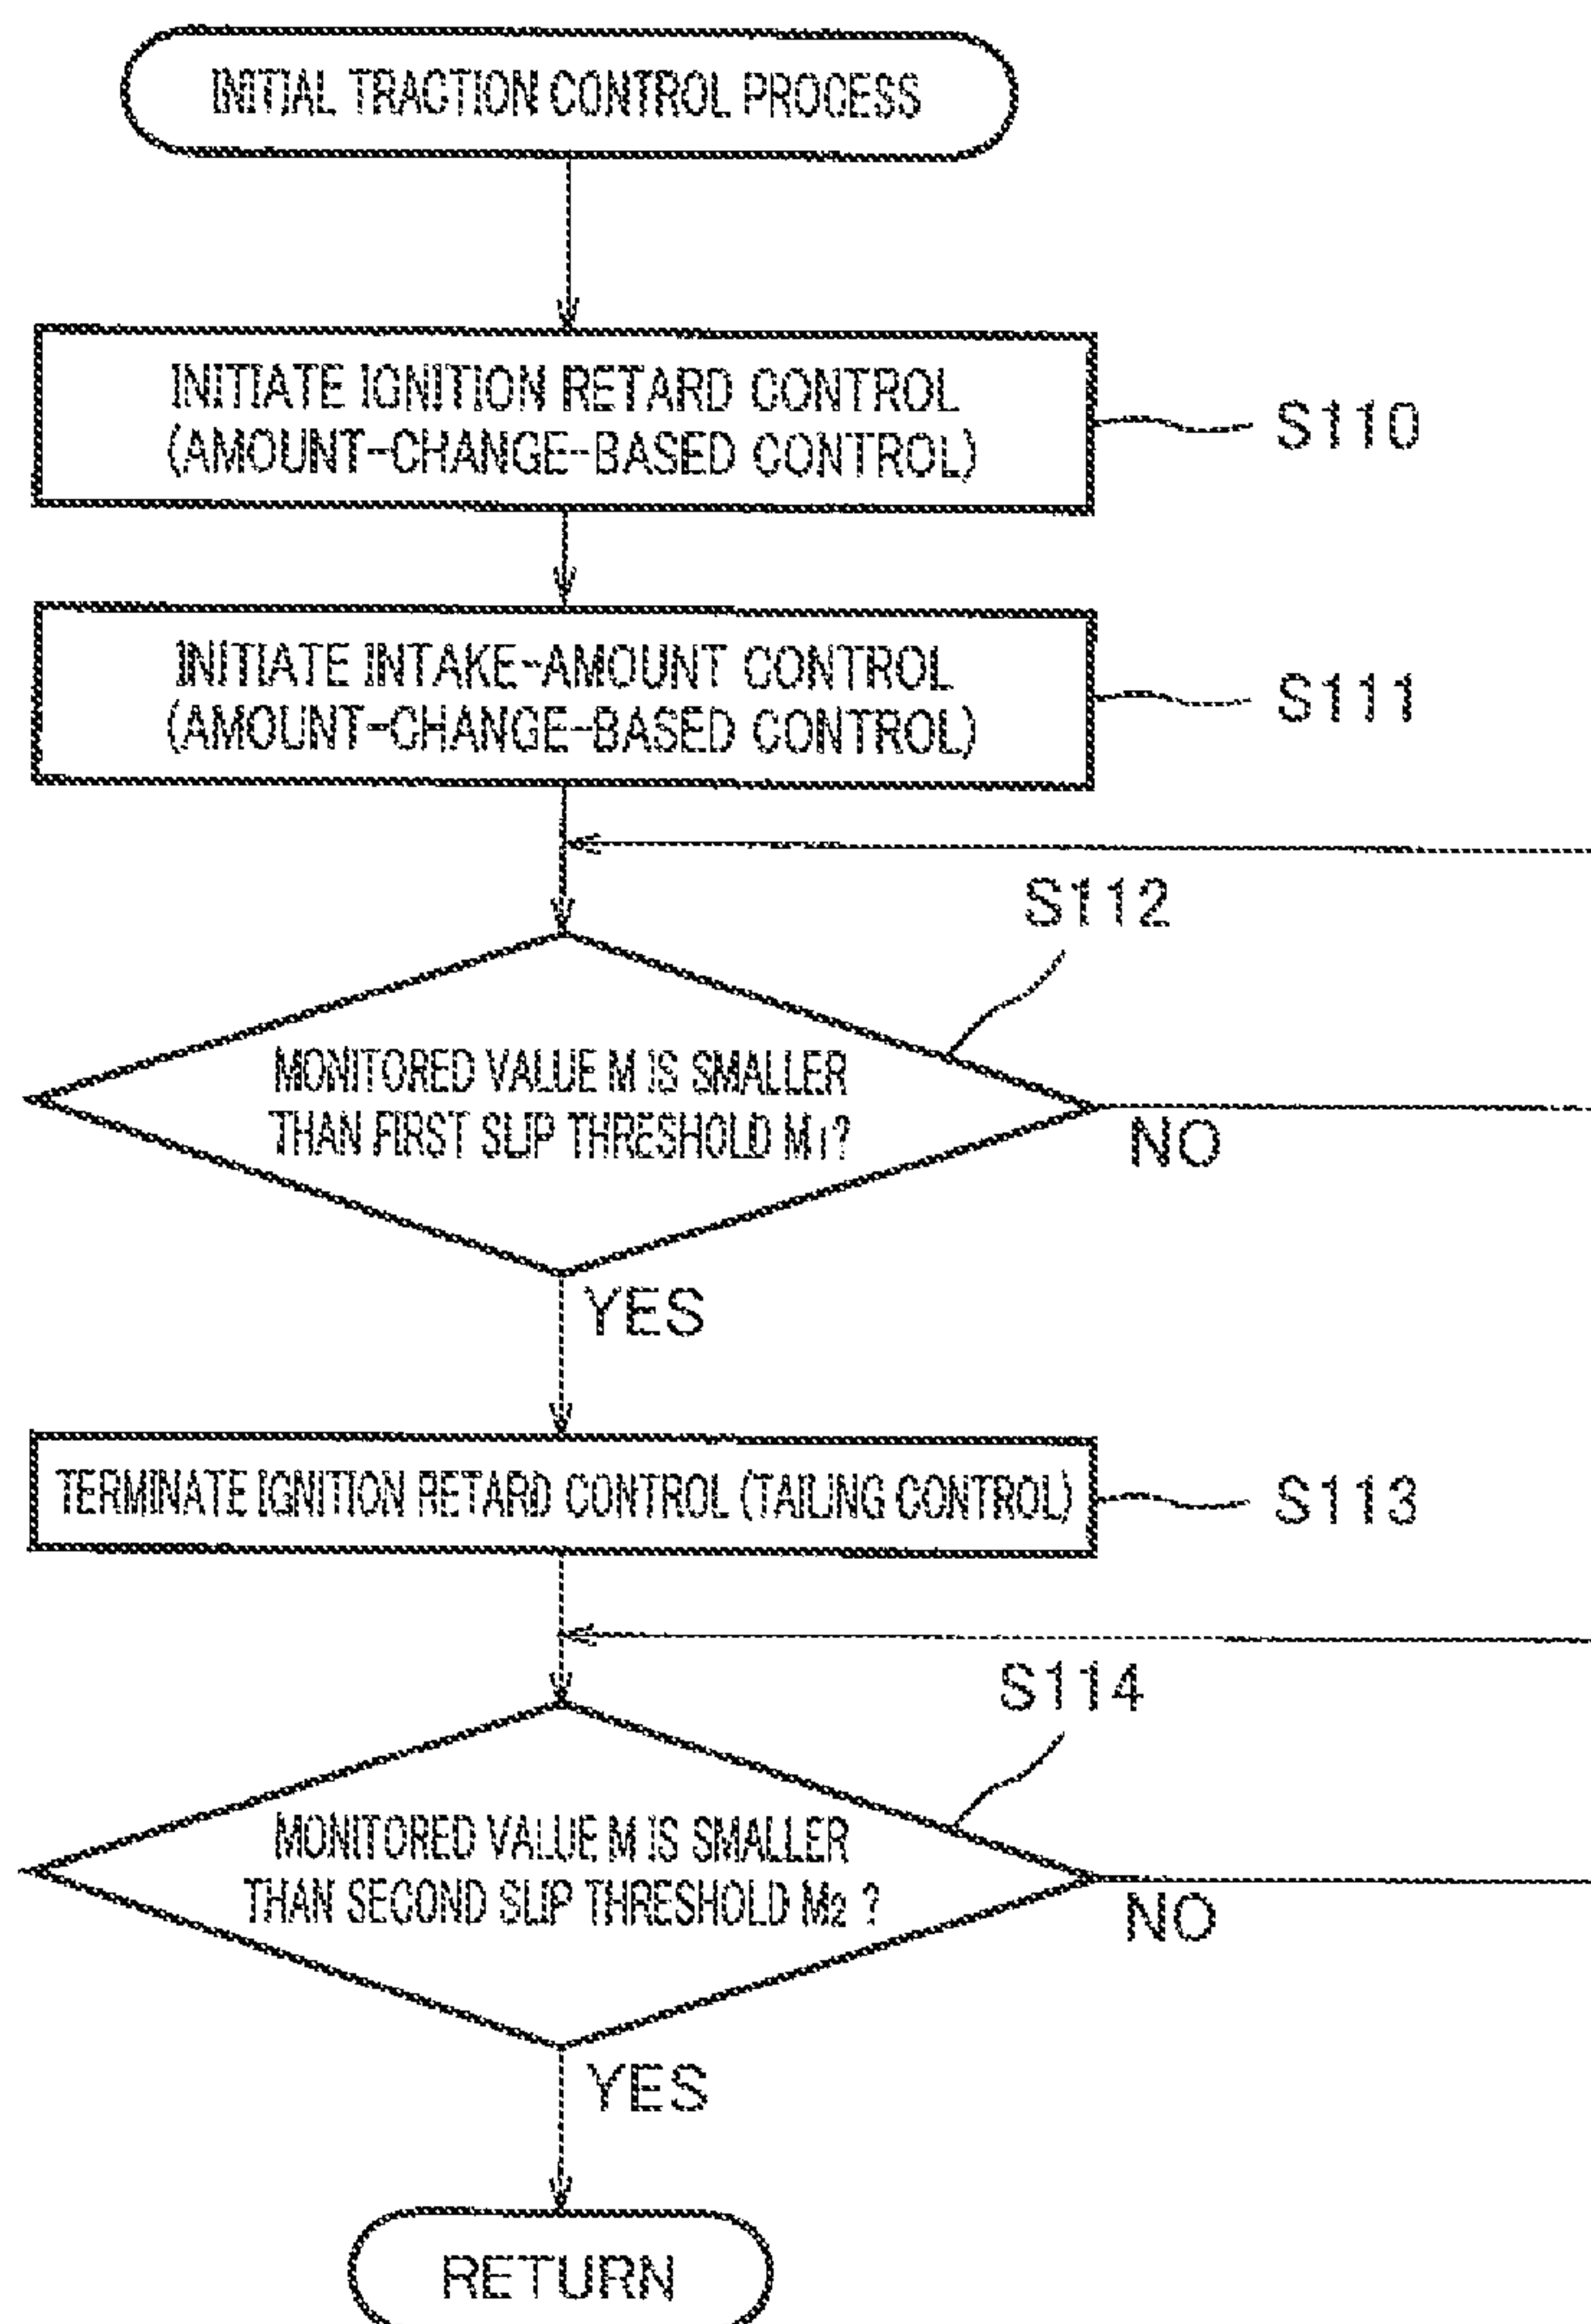 INITIAL TRACTION CONTROL PROCESS
INITIATE IGNITION RETARD CONTROL
(AMOUNT-CHANGE-BASED CONTROL)
S110
INITIATE INTAKE-AMOUNT CONTROL
(AMOUNT-CHANGE-BASED CONTROL)
S111
S112
MONITORED VALUE M IS SMALLER
THAN FIRST SLIP THRESHOLD M1?
NO
YES
TERMINATE IGNITION RETARD CONTROL (TAILING CONTROL)
S113
S114
MONITORED VALUE M IS SMALLER
THAN SECOND SLIP THRESHOLD M2 ?
NO
YES
RETURN